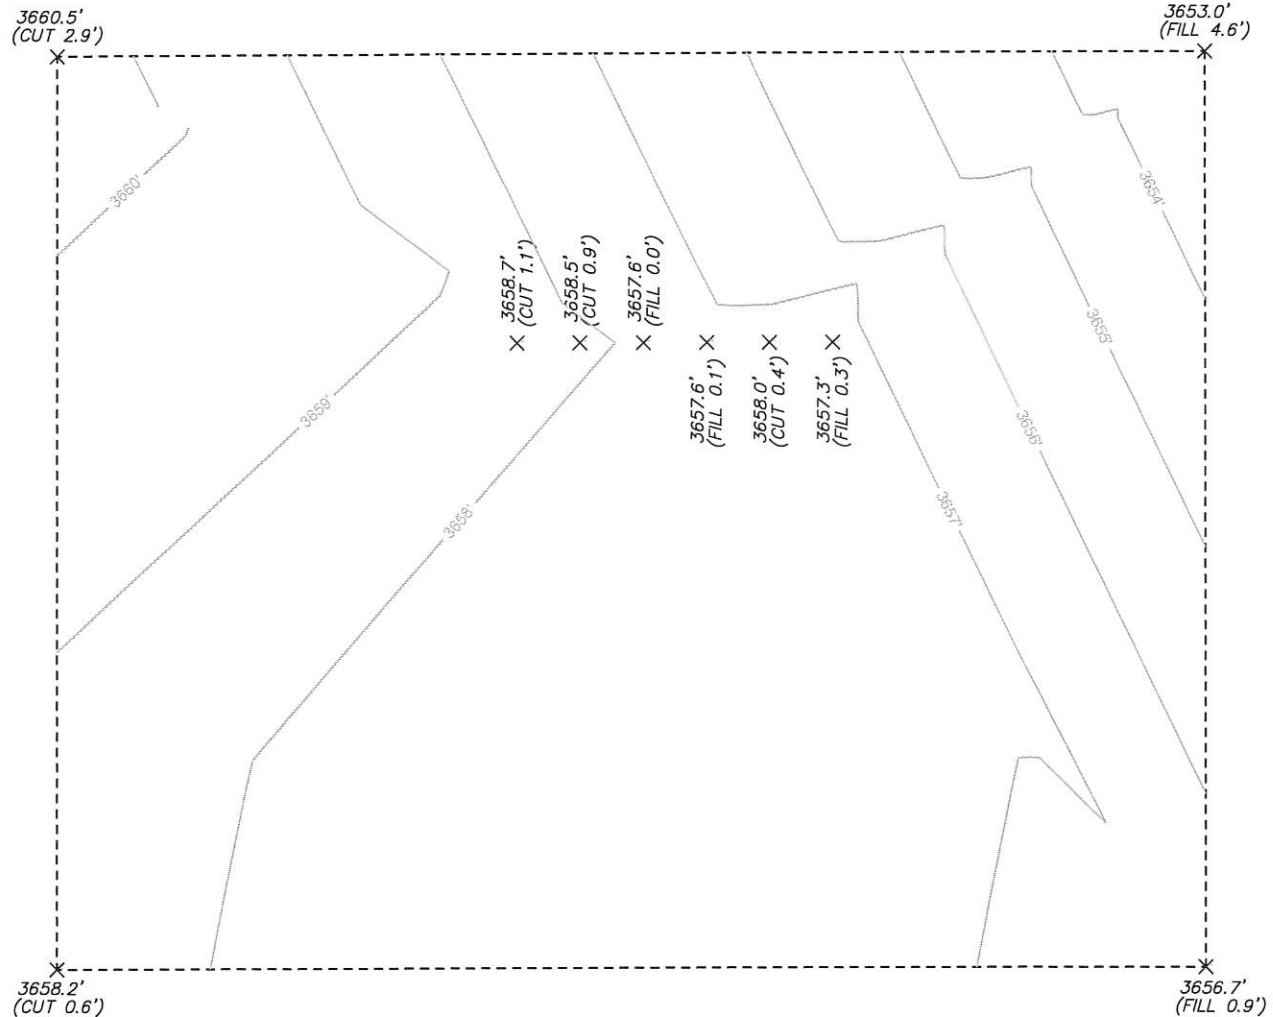 3660.5'
(CUT 2.9')
3653.0'
(FILL 4.6')
3660'
3654'
3658.7'
(CUT 1.1')
3658.5'
(CUT 0.9')
3657.6'
(FILL 0.0')
3655'
3657.6'
(FILL 0.1')
3658.0'
(CUT 0.4')
3657.3'
(FILL 0.3')
3659'
3656'
3658'
3657'
3658.2'
(CUT 0.6')
3656.7'
(FILL 0.9')